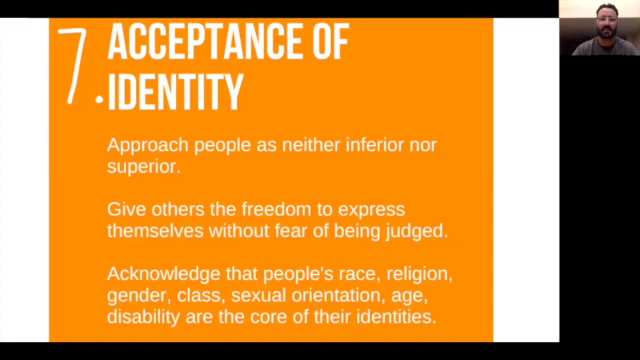 7.
ACCEPTANCE OF
IDENTITY
Approach people as neither inferior nor
superior.
Give others the freedom to express
themselves without fear of being judged.
Acknowledge that people's race, religion,
gender, class, sexual orientation, age,
disability are the core of their identities.